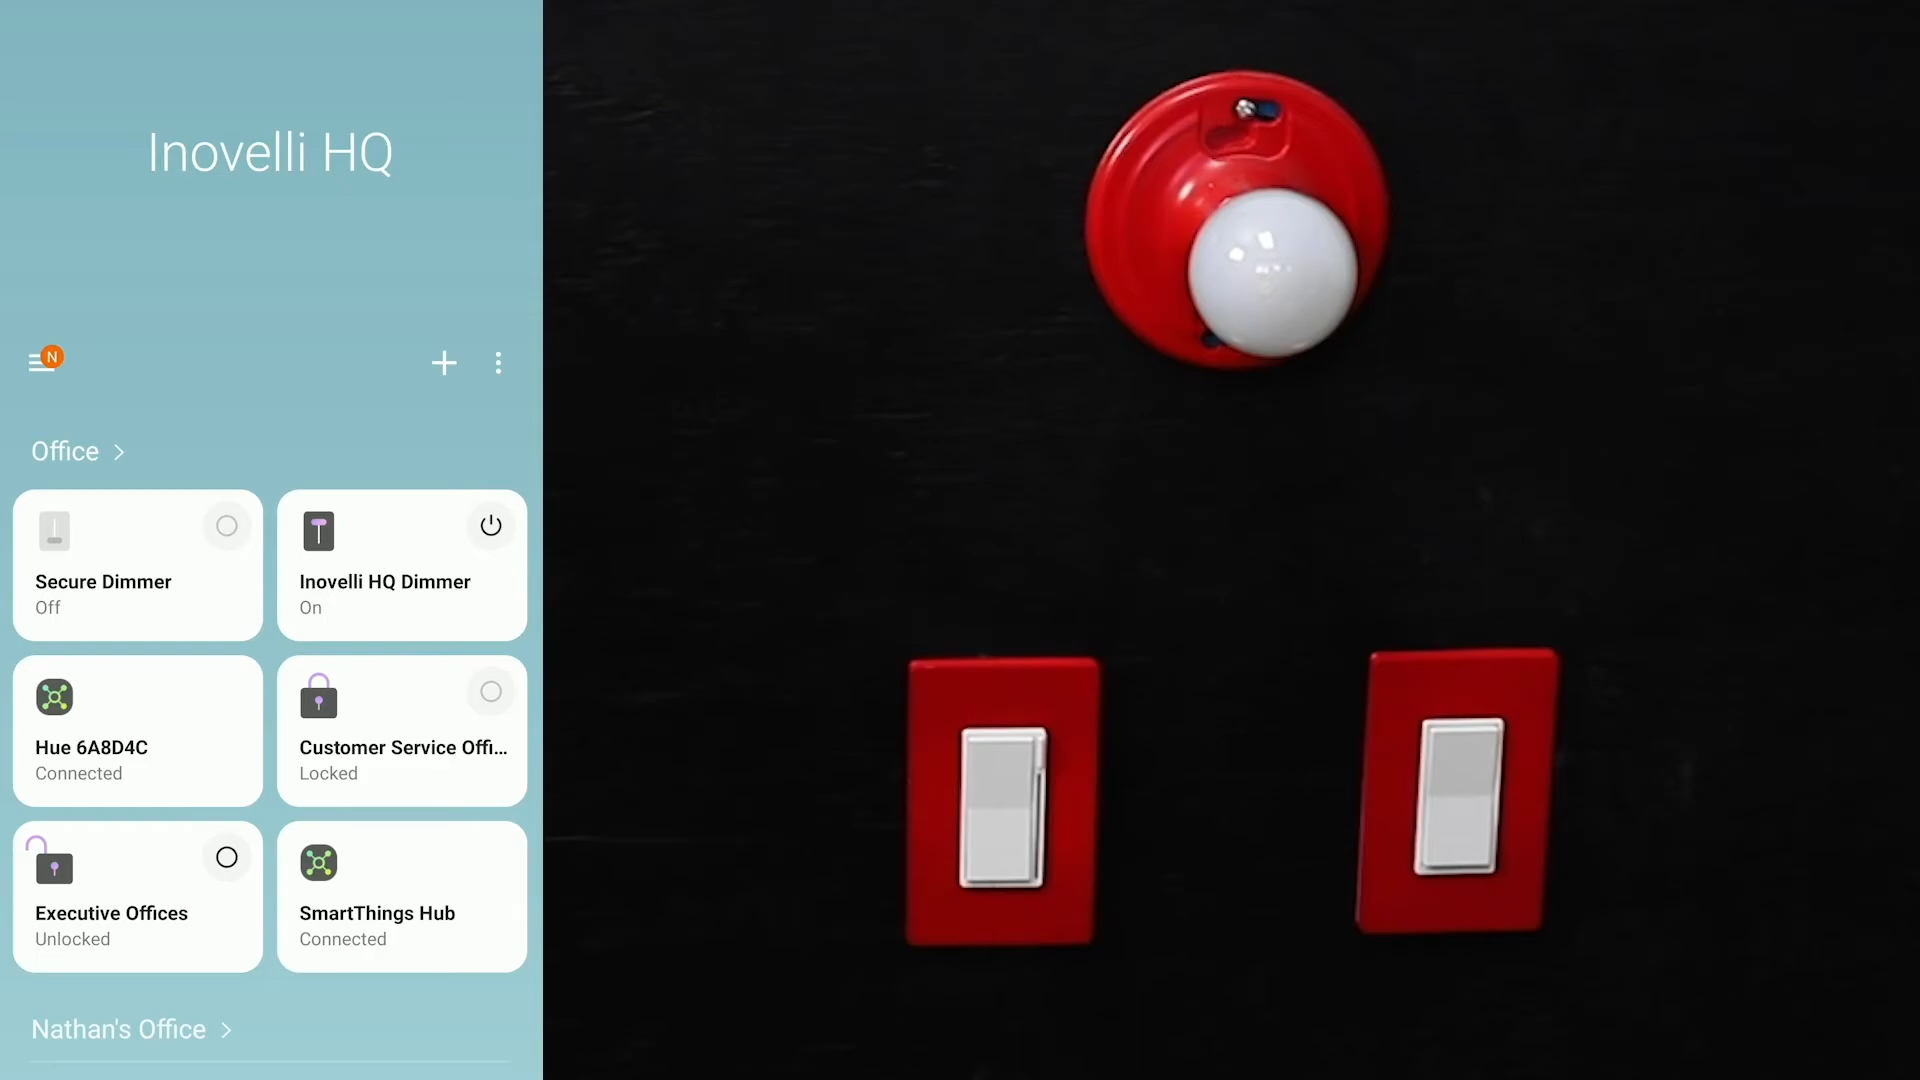 Inovelli HQ
N
Office >
Secure Dimmer
Off
Inovelli HQ Dimmer
On
Hue 6A8D4C
Connected
Customer Service Offi...
Locked
Executive Offices
Unlocked
SmartThings Hub
Connected
Nathan's Office >